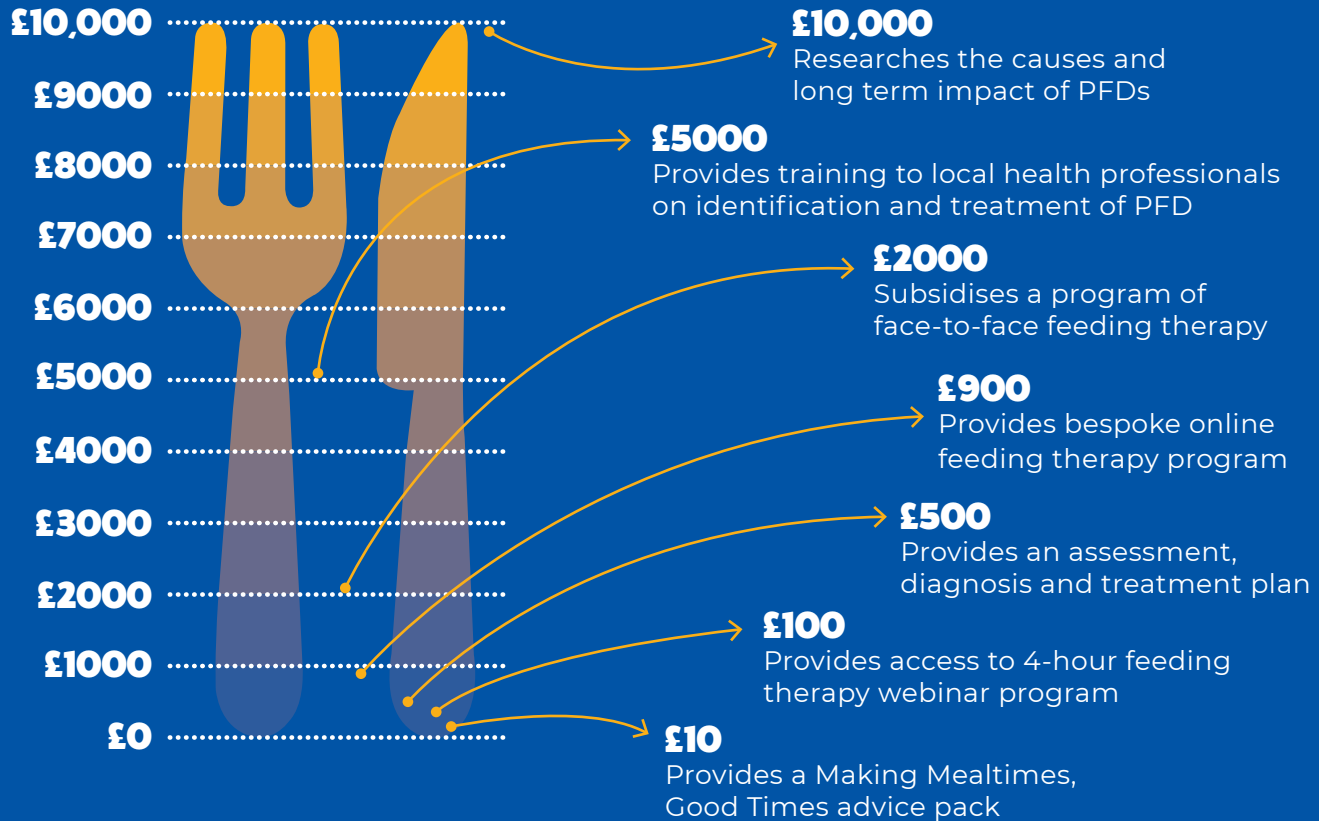 £10,000
£9000
£8000
£7000
£6000
£5000
£4000
£3000
£2000
£1000
£0
£10,000
Researches the causes and
long term impact of PFDs
£5000
Provides training to local health professionals
on identification and treatment of PFD
£2000
Subsidises a program of
face-to-face feeding therapy
£900
Provides bespoke online
feeding therapy program
£500
Provides an assessment,
diagnosis and treatment plan
£100
Provides access to 4-hour feeding
therapy webinar program
£10
Provides a Making Mealtimes,
Good Times advice pack